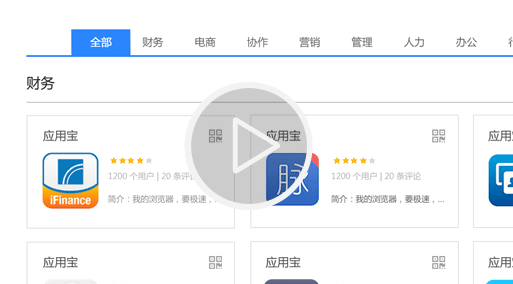 全部 财务 电商 协作 营销 管理 人力 办公
财务
应用宝 应用宝 应用
iFinance 脉
1200 个用户 | 20 条评论 1200 个用户 | 20 条评论
简介：我的浏览器，要极速， 简介：我的浏览器，要极速，...
应用宝 应用宝 应用